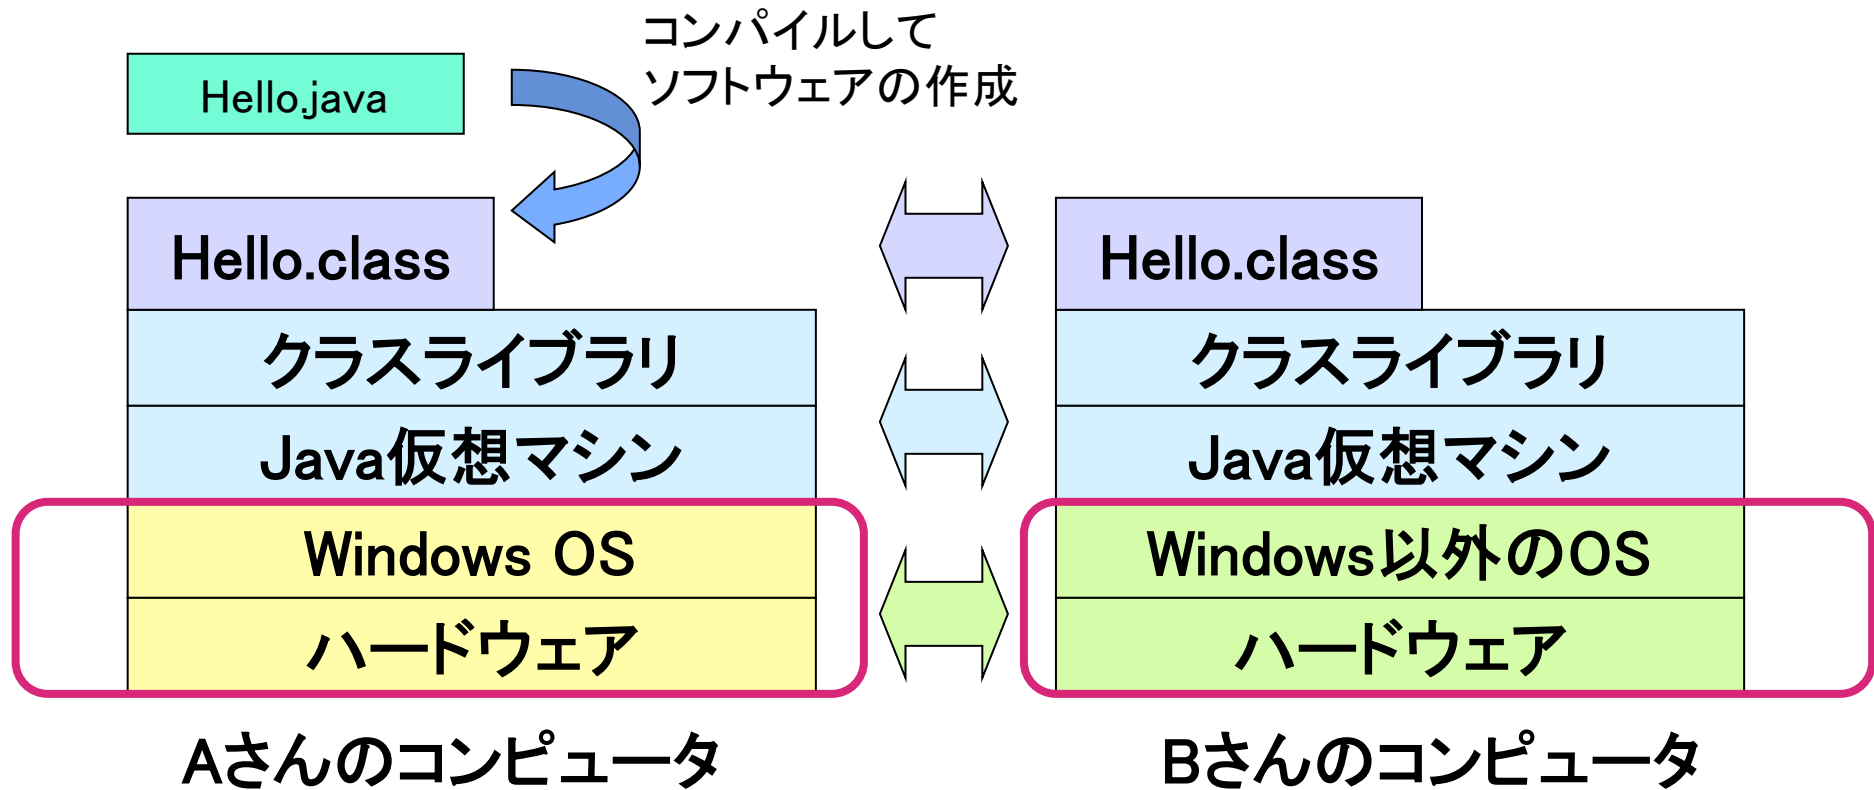 コンパイルして
ソフトウェアの作成
Hello.java
Hello.class
クラスライブラリ
Java仮想マシン
Windows OS
ハードウェア
Aさんのコンピュータ
Hello.class
クラスライブラリ
Java仮想マシン
Windows以外のOS
ハードウェア
Bさんのコンピュータ